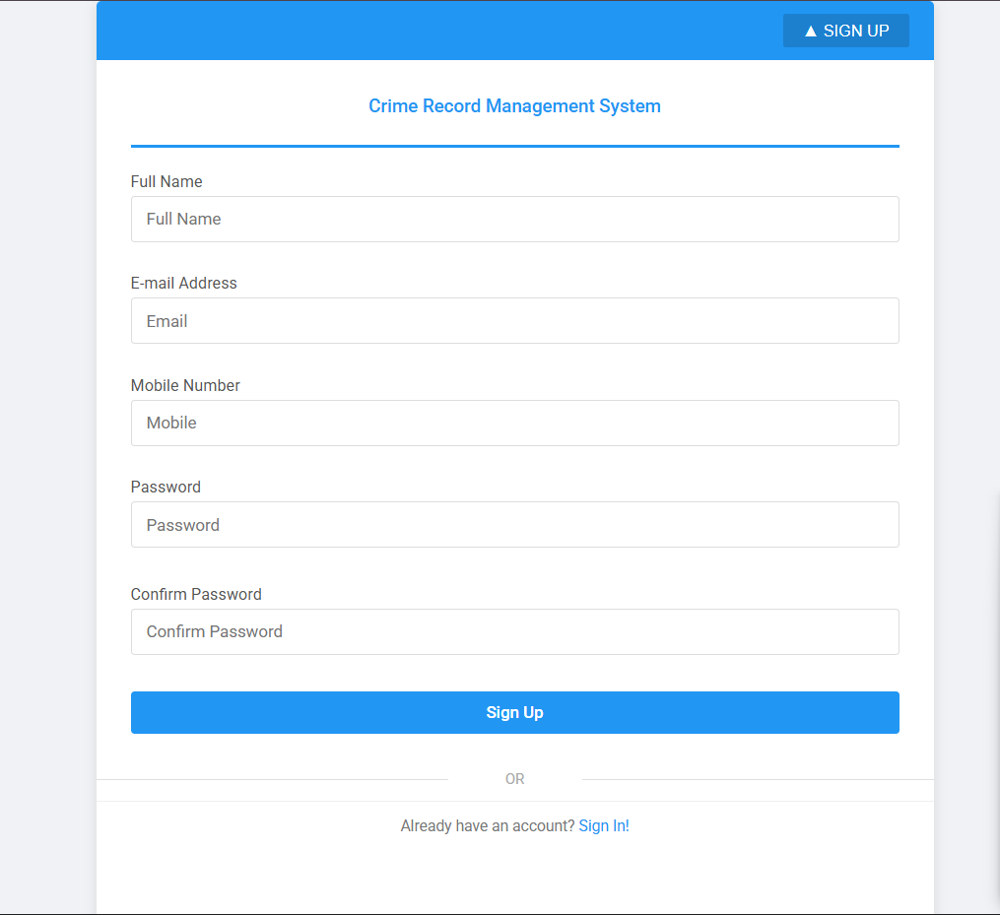 ▲ SIGN UP
Crime Record Management System
Full Name
Full Name
E-mail Address
Email
Mobile Number
Mobile
Password
Password
Confirm Password
Confirm Password
Sign Up
OR
Already have an account? Sign In!